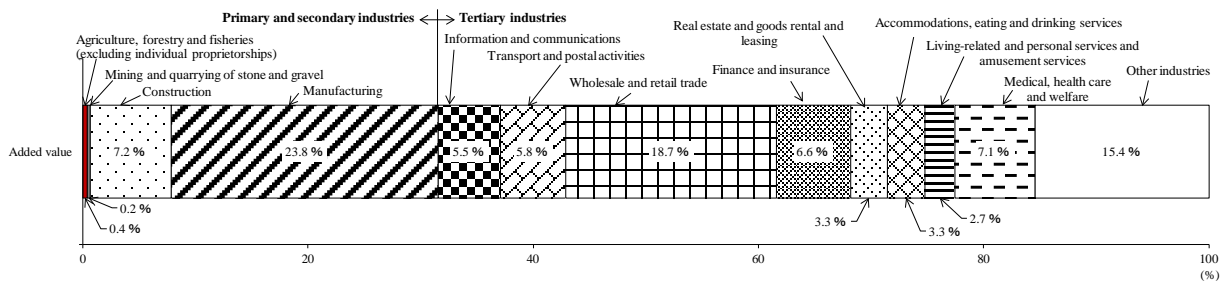 Primary and secondary industries
Tertiary industries
Agriculture, forestry and fisheries
(excluding individual proprietorships)
Mining and quarrying of stone and gravel
Construction
Manufacturing
Information and communications
Transport and postal activities
Wholesale and retail trade
Real estate and goods rental and
leasing
Finance and insurance
Accommodations, eating and drinking services
Living-related and personal services and
amusement services
Medical, health care
and welfare
Other industries
Added value
7.2 %
23.8 %
5.5 %
5.8 %
18.7 %
6.6 %
7.1 %
15.4 %
0.2 %
0.4 %
3.3 %
3.3 %
2.7 %
0
20
40
60
80
100
(%)